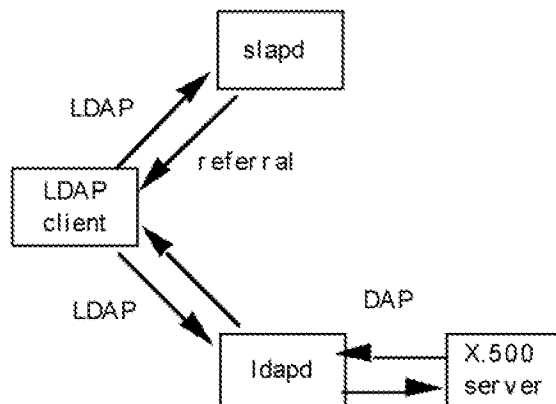 slapd
LDAP
referral
LDAP
client
LDAP
DAP
ldapd
X.500
server